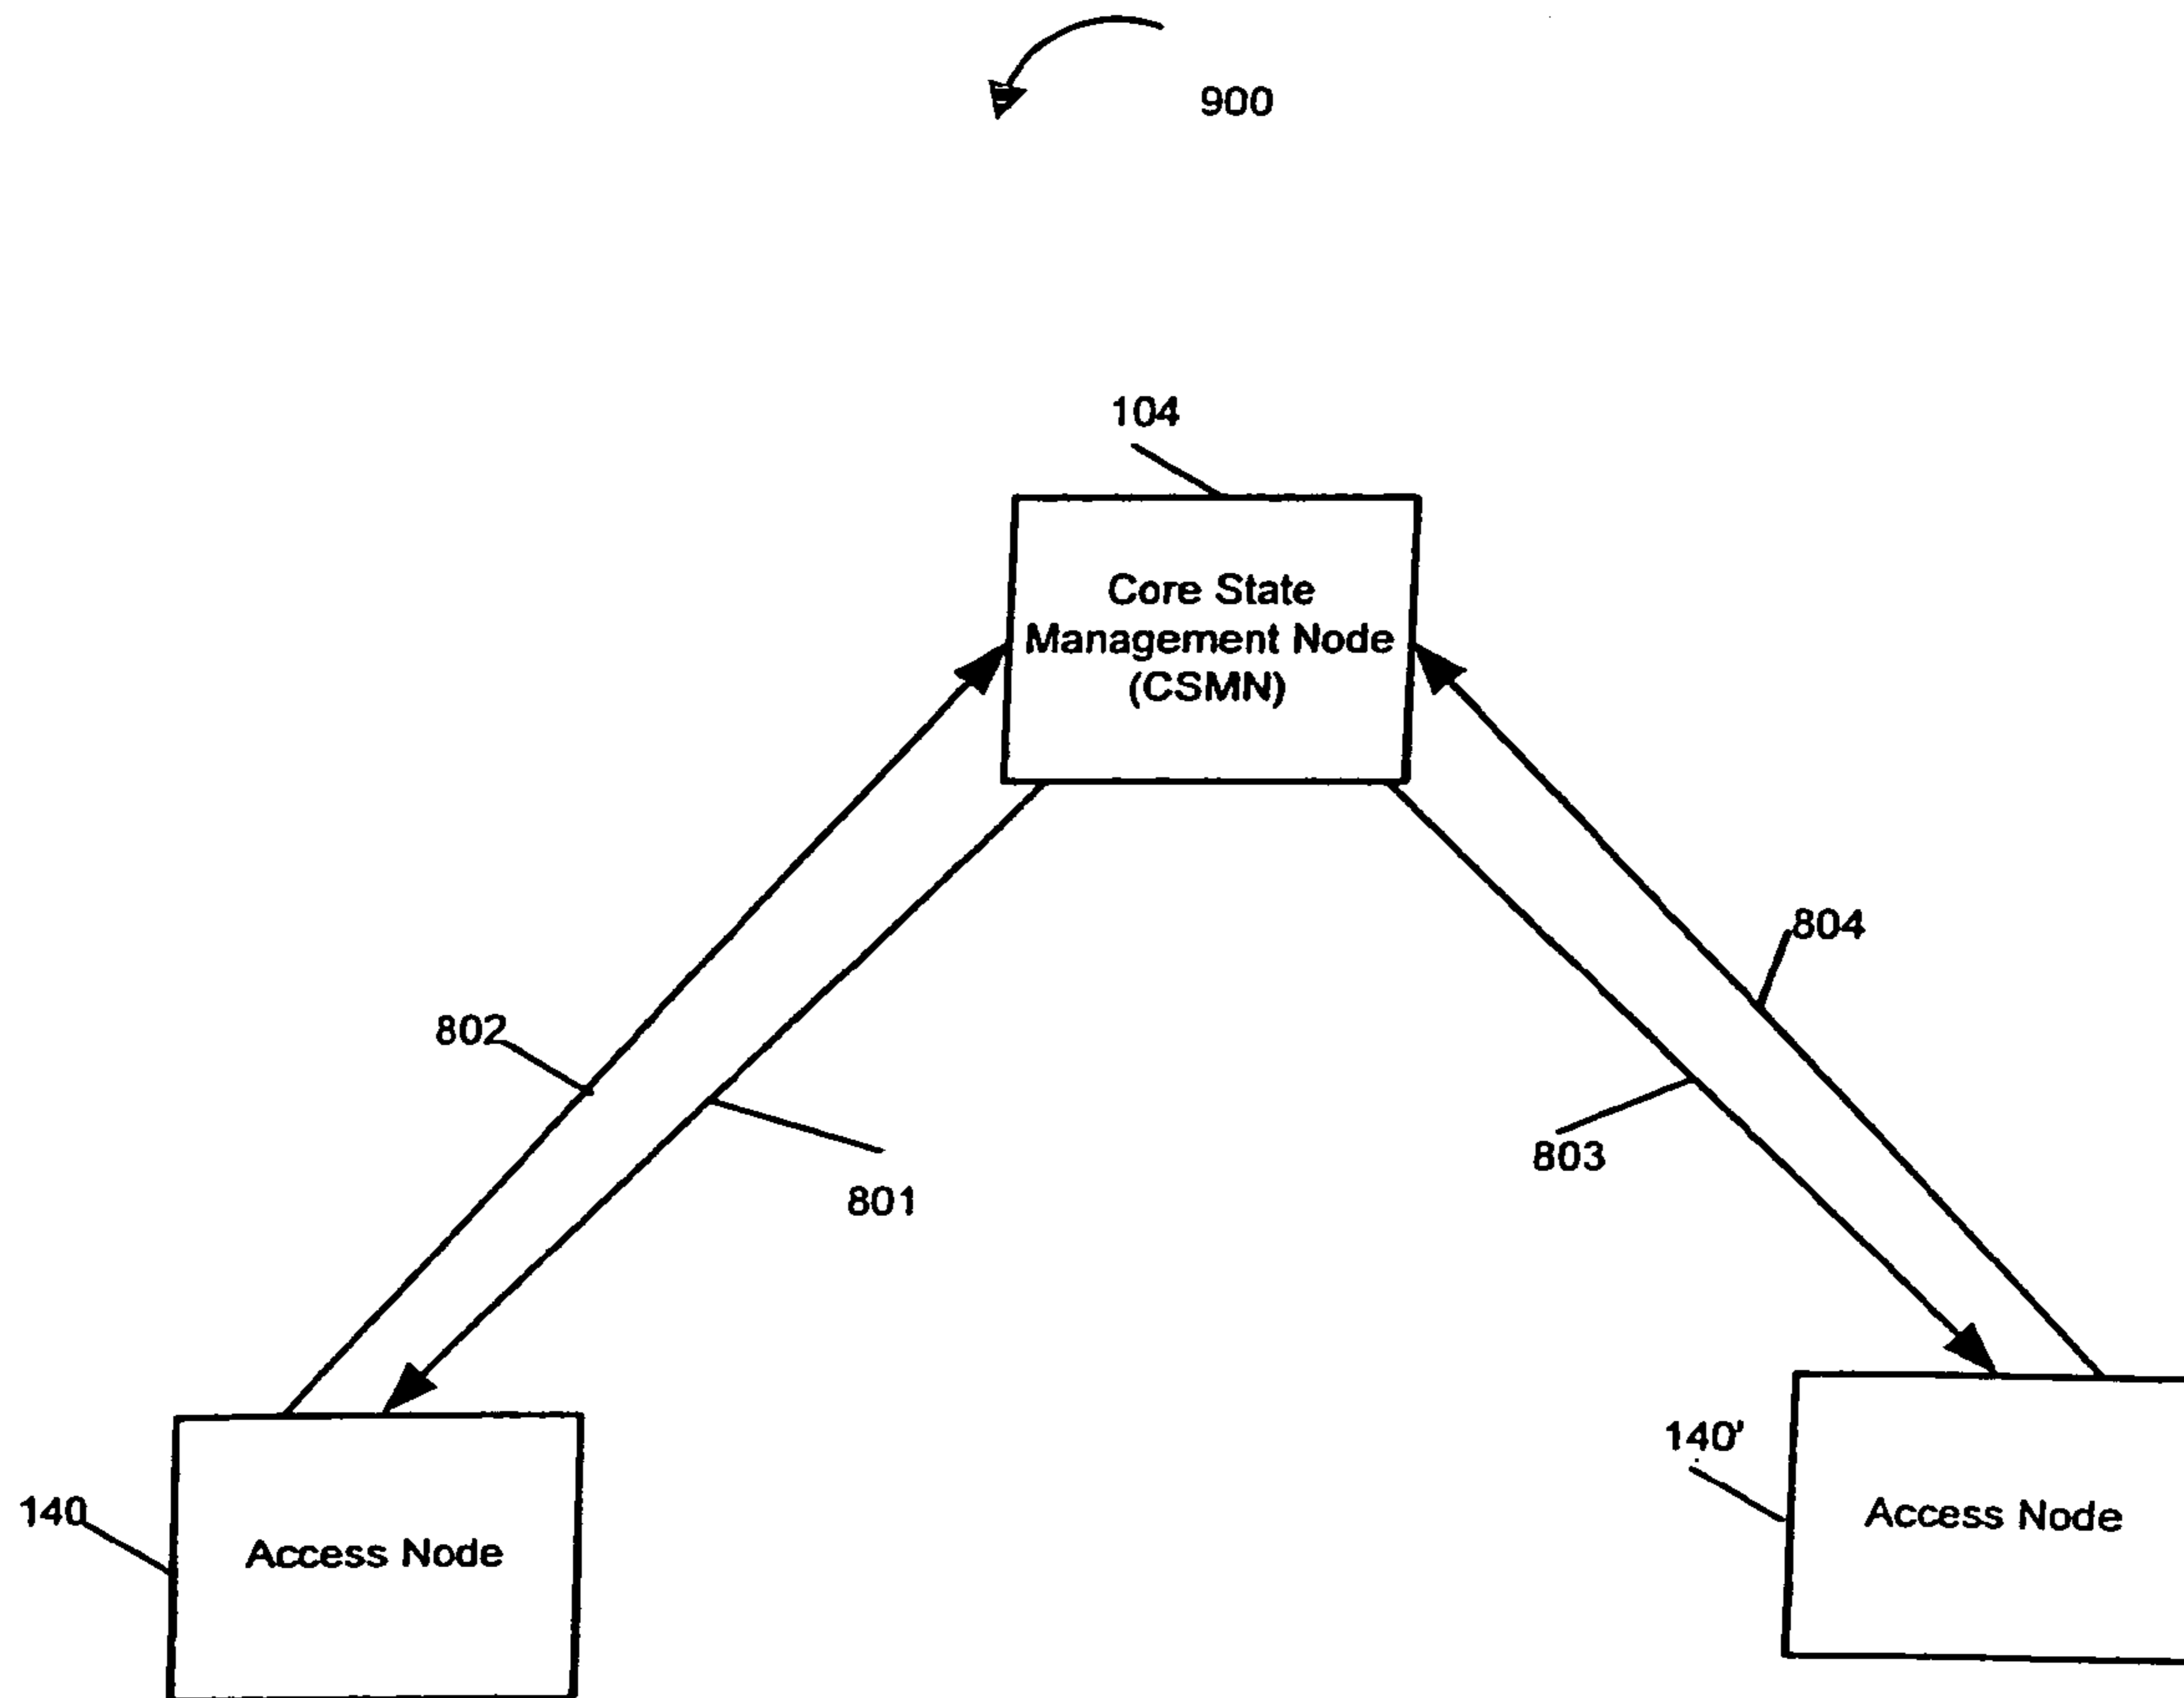 900
104
Core State
Management Node
(CSMN)
804
802
803
801
140'
140
Access Node
Access Node